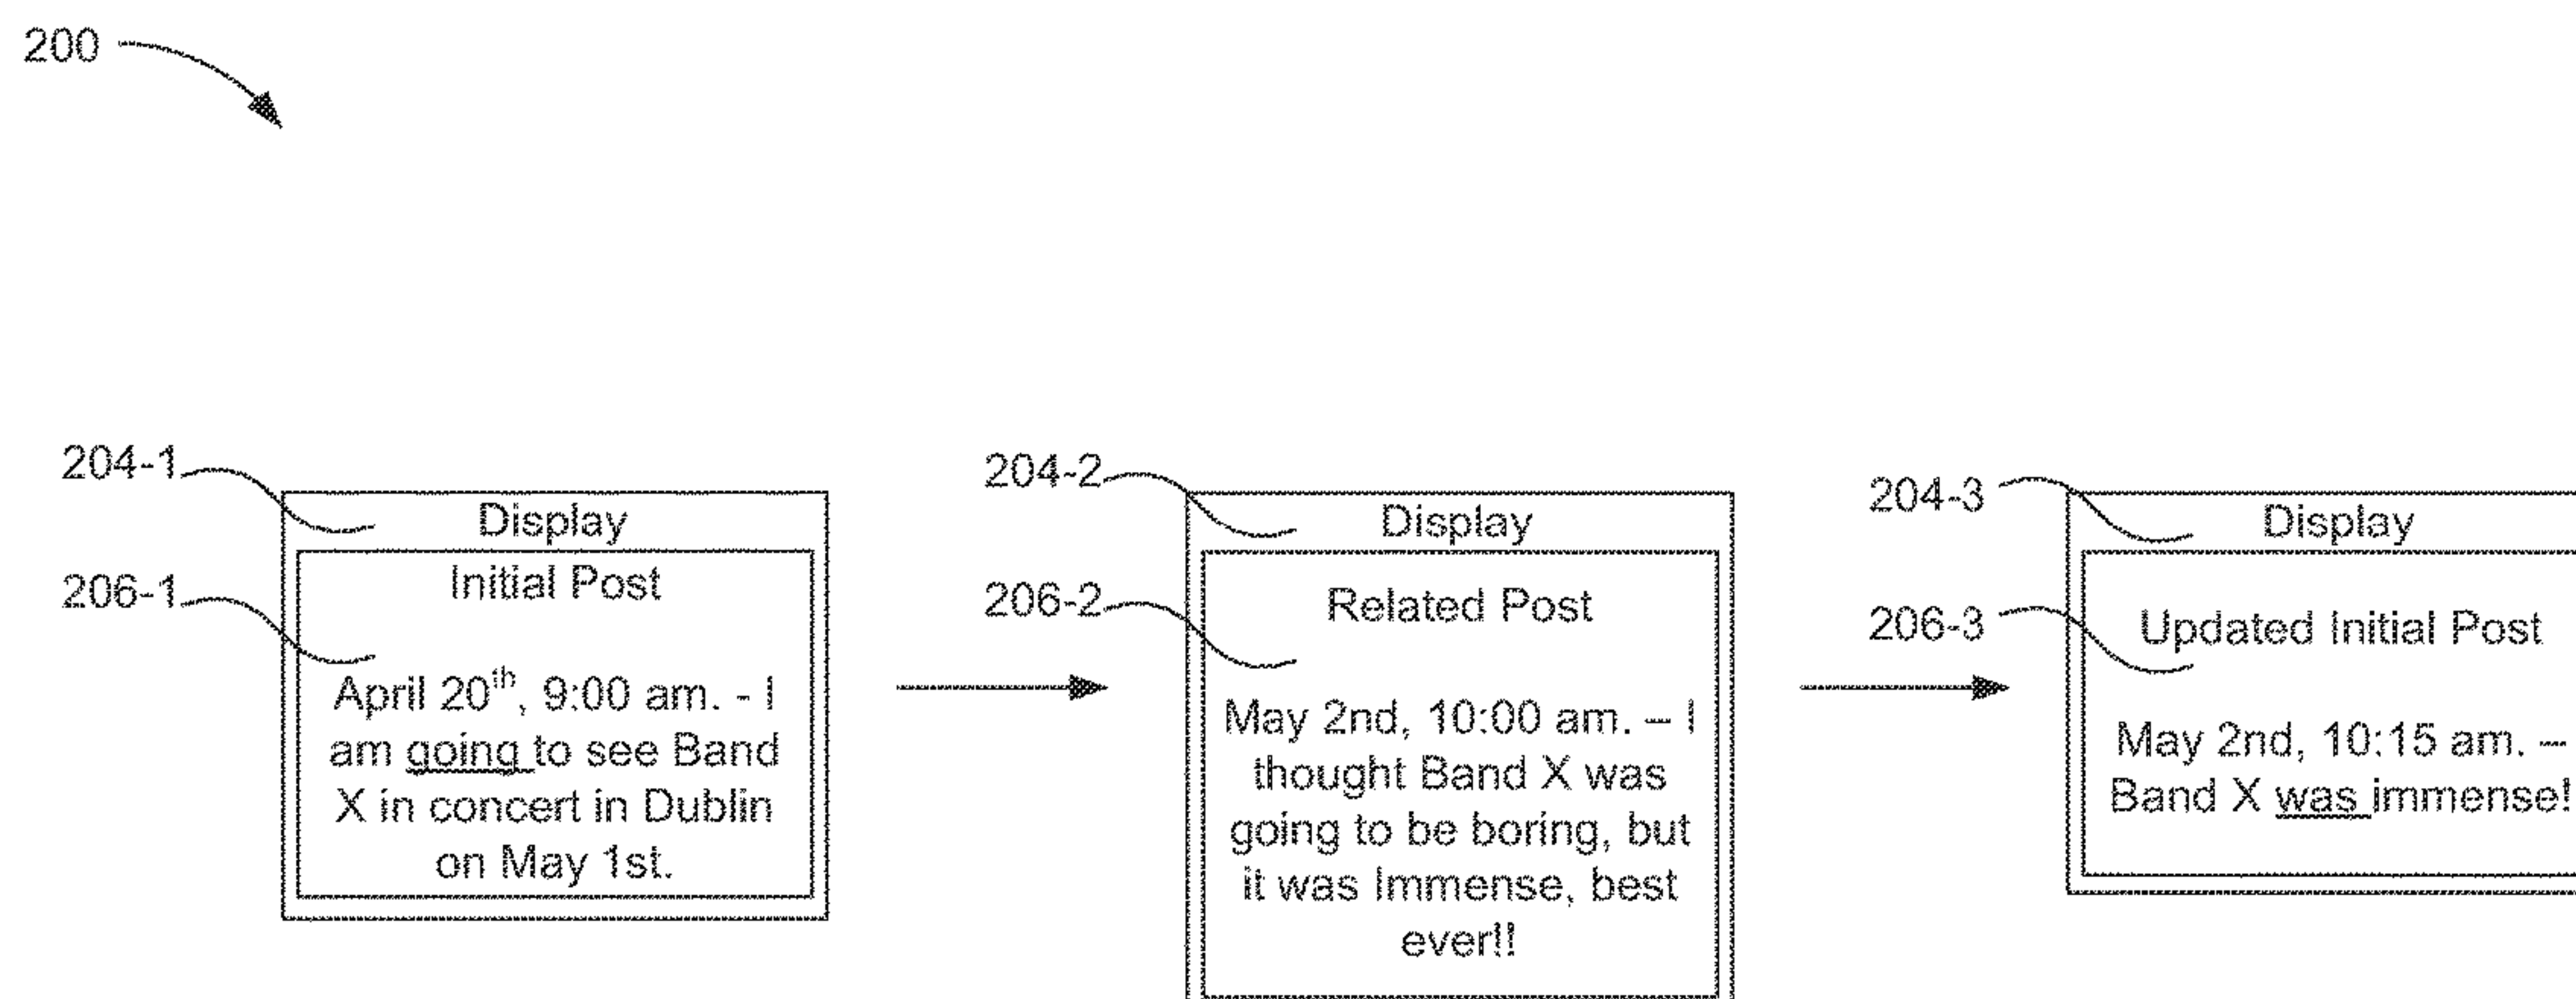 200
204-1
Display
206-1
Initial Post
April 20th, 9:00 am. - I
am going to see Band
X in concert in Dublin
on May 1st.
204-2
Display
206-2
Related Post
May 2nd, 10:00 am. – I
thought Band X was
going to be boring, but
it was Immense, best
ever!!
204-3
Display
206-3
Updated Initial Post
May 2nd, 10:15 am. –
Band X was immense!